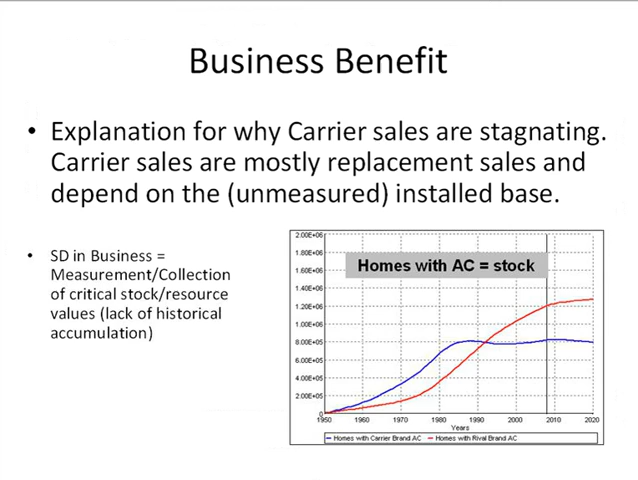 Business Benefit
• Explanation for why Carrier sales are stagnating.
Carrier sales are mostly replacement sales and
depend on the (unmeasured) installed base.
• SD in Business =
Measurement/Collection
of critical stock/resource
values (lack of historical
accumulation)
Homes with AC = stock
2.00E+06
1.80E+06
1.60E+06
1.40E+06
1.20E+06
1.00E+06
8.00E+05
6.00E+05
4.00E+05
2.00E+05
0
1950 1960 1970 1980 1990 2000 2010 2020
Years
Homes with Carrier Brand AC Homes with Rival Brand AC